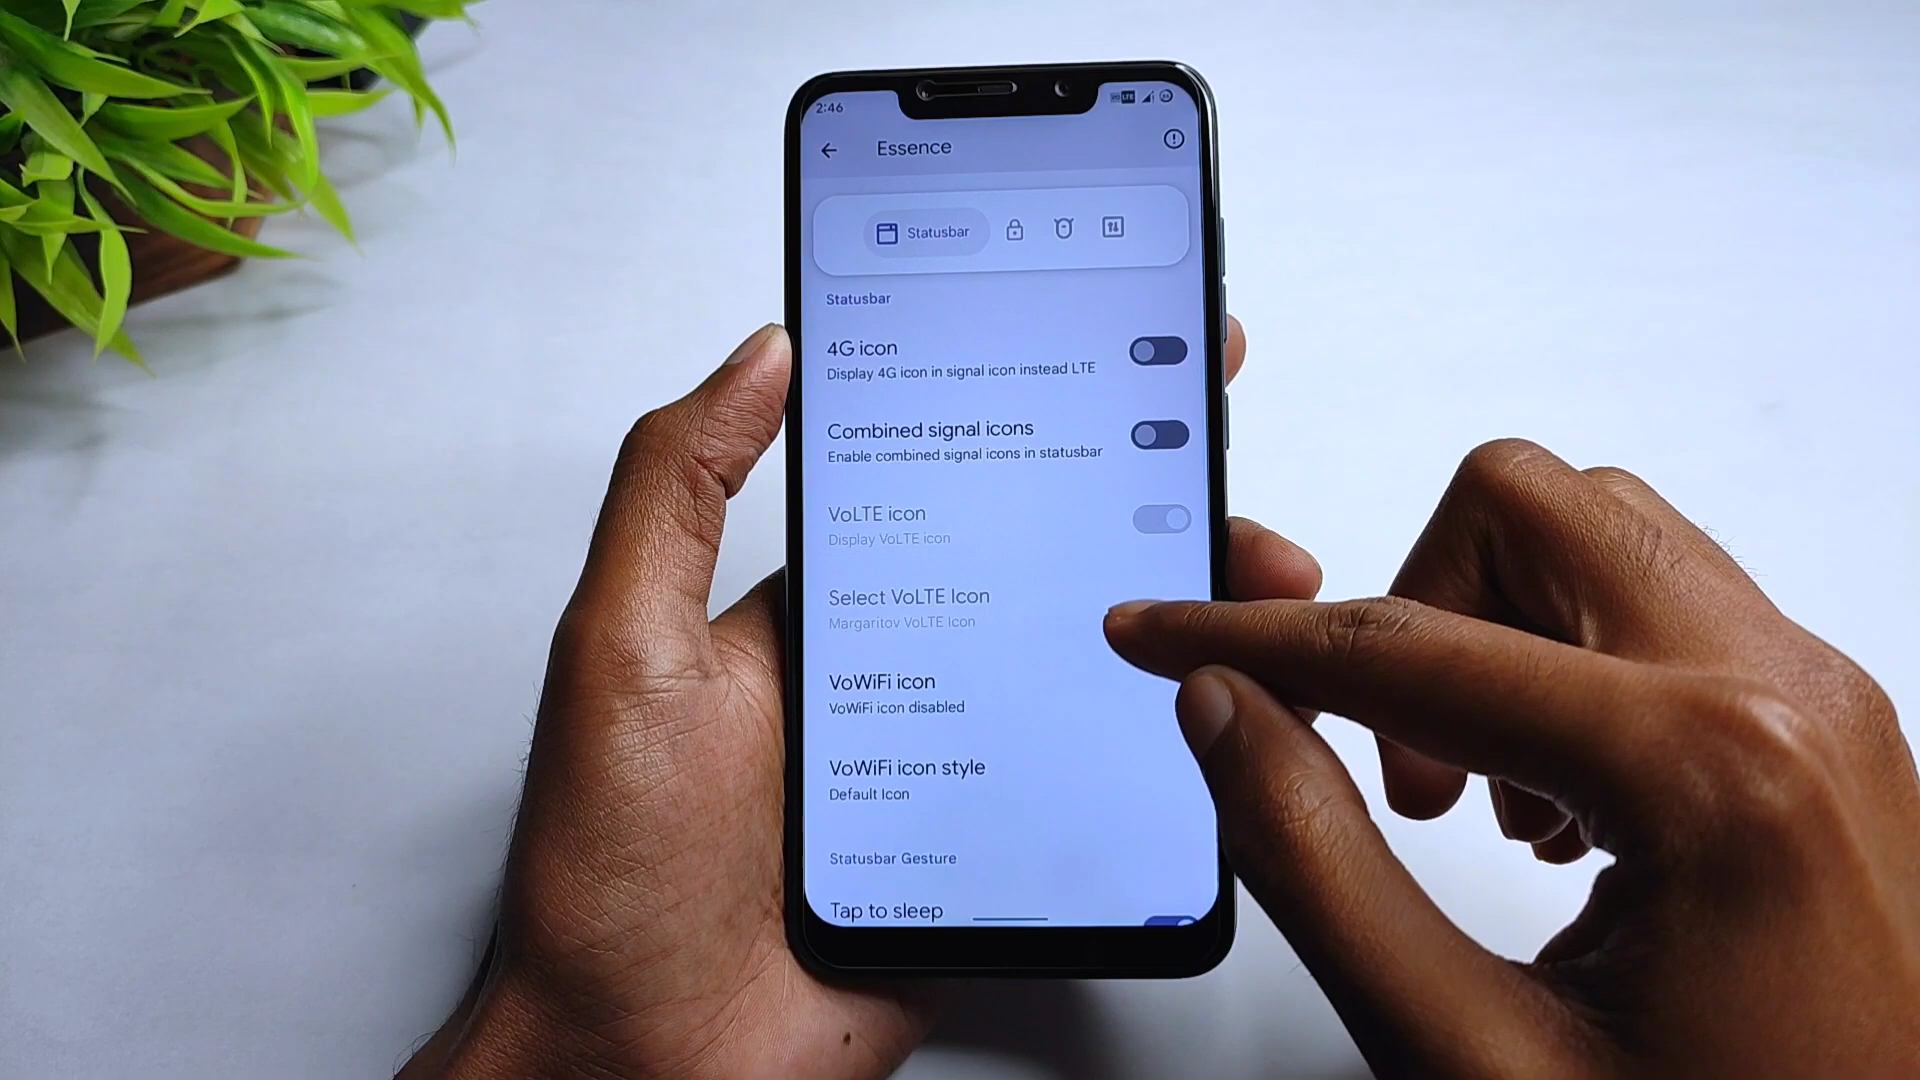 2:46
Essence
Statusbar
Statusbar
4G icon
Display 4G icon in signal icon instead LTE
Combined signal icons
Enable combined signal icons in statusbar
VoLTE icon
Display VoLTE icon
Select VoLTE Icon
Margaritov VoLTE Icon
VoWiFi icon
VoWiFi icon disabled
VoWiFi icon style
Default Icon
Statusbar Gesture
Tap to sleep